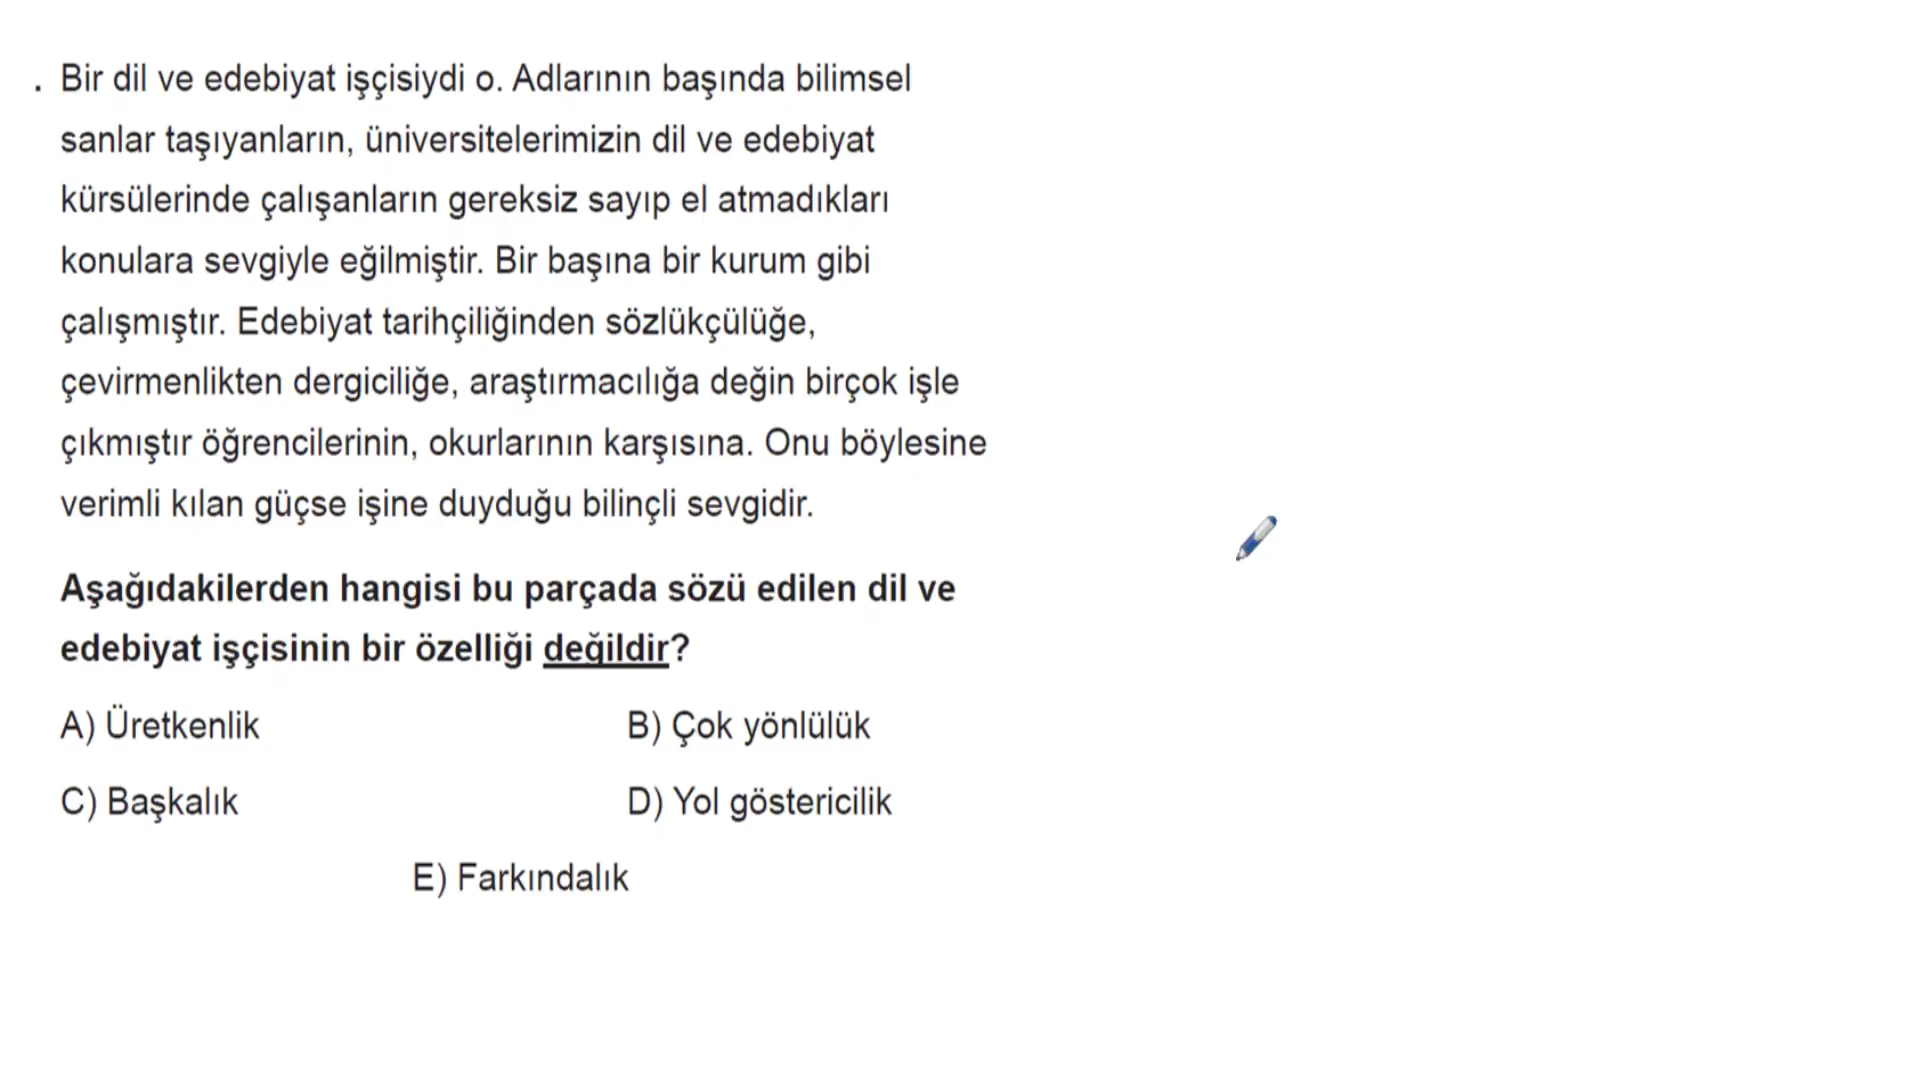 . Bir dil ve edebiyat işçisiydi o. Adlarının başında bilimsel
sanlar taşıyanların, üniversitelerimizin dil ve edebiyat
kürsülerinde çalışanların gereksiz sayıp el atmadıkları
konulara sevgiyle eğilmiştir. Bir başına bir kurum gibi
çalışmıştır. Edebiyat tarihçiliğinden sözlükçülüğe,
çevirmenlikten dergiciliğe, araştırmacılığa değin birçok işle
çıkmıştır öğrencilerinin, okurlarının karşısına. Onu böylesine
verimli kılan güçse işine duyduğu bilinçli sevgidir.
Aşağıdakilerden hangisi bu parçada sözü edilen dil ve
edebiyat işçisinin bir özelliği değildir?
A) Üretkenlik B) Çok yönlülük
C) Başkalık D) Yol göstericilik
E) Farkındalık